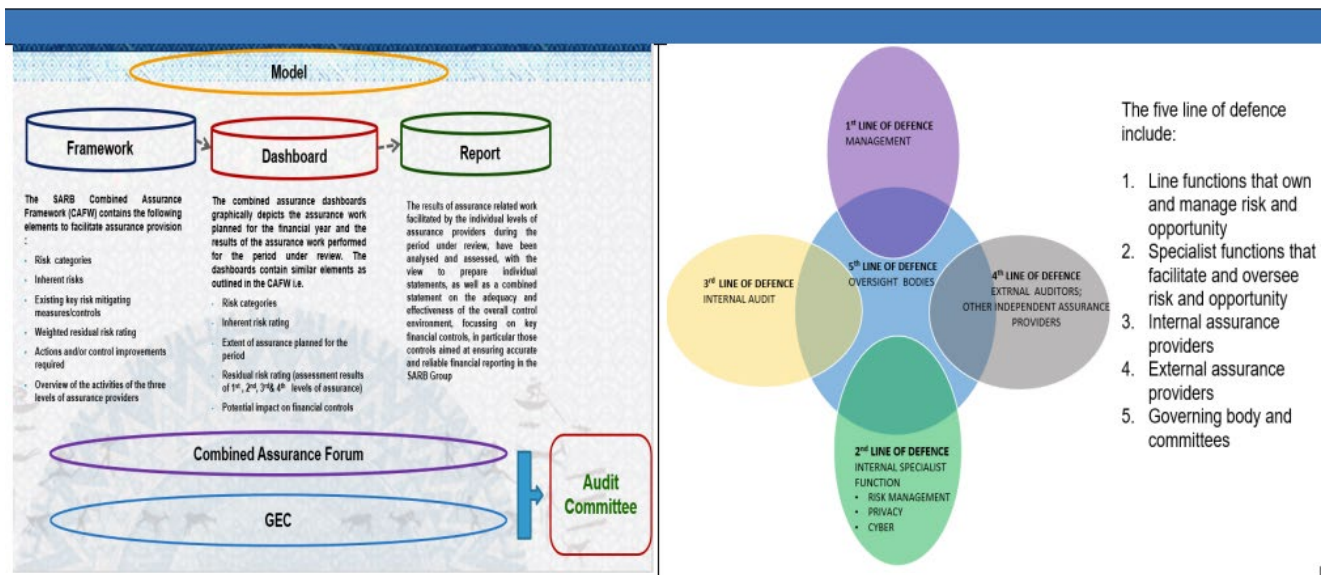 Model
Framework
Dashboard
Report
The SARB Combined Assurance
Framework (CAFW) contains the following
elements to facilitate assurance provision
:
• Risk categories
• Inherent risks
• Existing key risk mitigating
measures/controls
• Weighted residual risk rating
• Actions and/or control improvements
required
• Overview of the activities of the three
levels of assurance providers
The combined assurance dashboards
graphically depicts the assurance work
planned for the financial year and the
results of the assurance work performed
for the period under review. The
dashboards contain similar elements as
outlined in the CAFW i.e.
• Risk categories
• Inherent risk rating
• Extent of assurance planned for the
period
• Residual risk rating (assessment results
of 1st, 2nd, 3rd& 4th levels of assurance)
• Potential impact on financial controls
The results of assurance related work
facilitated by the individual levels of
assurance providers during the
period under review, have been
analysed and assessed, with the
view to prepare individual
statements, as well as a combined
statement on the adequacy and
effectiveness of the overall control
environment, focussing on key
financial controls, in particular those
controls aimed at ensuring accurate
and reliable financial reporting in the
SARB Group
Combined Assurance Forum
GEC
Audit
Committee
1st LINE OF DEFENCE
MANAGEMENT
3rd LINE OF DEFENCE
INTERNAL AUDIT
5th LINE OF DEFENCE
OVERSIGHT BODIES
4th LINE OF DEFENCE
EXTRNAL AUDITORS;
OTHER INDEPENDENT ASSURANCE
PROVIDERS
2nd LINE OF DEFENCE
INTERNAL SPECIALIST
FUNCTION
• RISK MANAGEMENT
• PRIVACY
• CYBER
The five line of defence
include:
1. Line functions that own
and manage risk and
opportunity
2. Specialist functions that
facilitate and oversee
risk and opportunity
3. Internal assurance
providers
4. External assurance
providers
5. Governing body and
committees